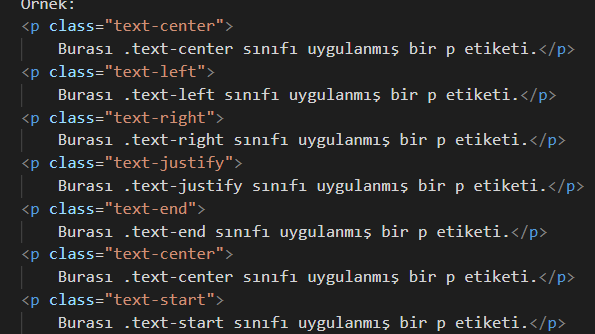 Örnek:
<p class="text-center">
Burası .text-center sınıfı uygulanmış bir p etiketi.</p>
<p class="text-left">
Burası .text-left sınıfı uygulanmış bir p etiketi.</p>
<p class="text-right">
Burası .text-right sınıfı uygulanmış bir p etiketi.</p>
<p class="text-justify">
Burası .text-justify sınıfı uygulanmış bir p etiketi.</p>
<p class="text-end">
Burası .text-end sınıfı uygulanmış bir p etiketi.</p>
<p class="text-center">
Burası .text-center sınıfı uygulanmış bir p etiketi.</p>
<p class="text-start">
Burası .text-start sınıfı uygulanmış bir p etiketi.</p>